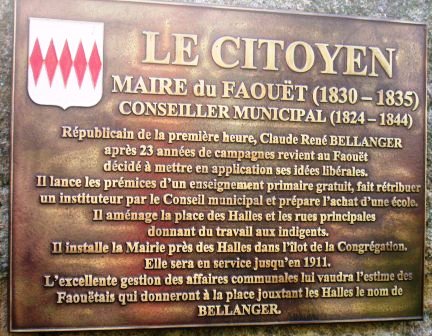 LE CITOYEN
MAIRE du FAOUËT (1830 – 1835)
CONSEILLER MUNICIPAL (1824 – 1844)
Républicain de la première heure, Claude René BELLANGER
après 23 années de campagnes revient au Faouët
décidé à mettre en application ses idées libérales.
Il lance les prémices d'un enseignement primaire gratuit, fait rétribuer
un instituteur par le Conseil municipal et prépare l'achat d'une école.
Il aménage la place des Halles et les rues principales
donnant du travail aux indigents.
Il installe la Mairie près des Halles dans l'îlot de la Congrégation.
Elle sera en service jusqu'en 1911.
L'excellente gestion des affaires communales lui vaudra l'estime des
Faouëtais qui donneront à la place jouxtant les Halles le nom de
BELLANGER.